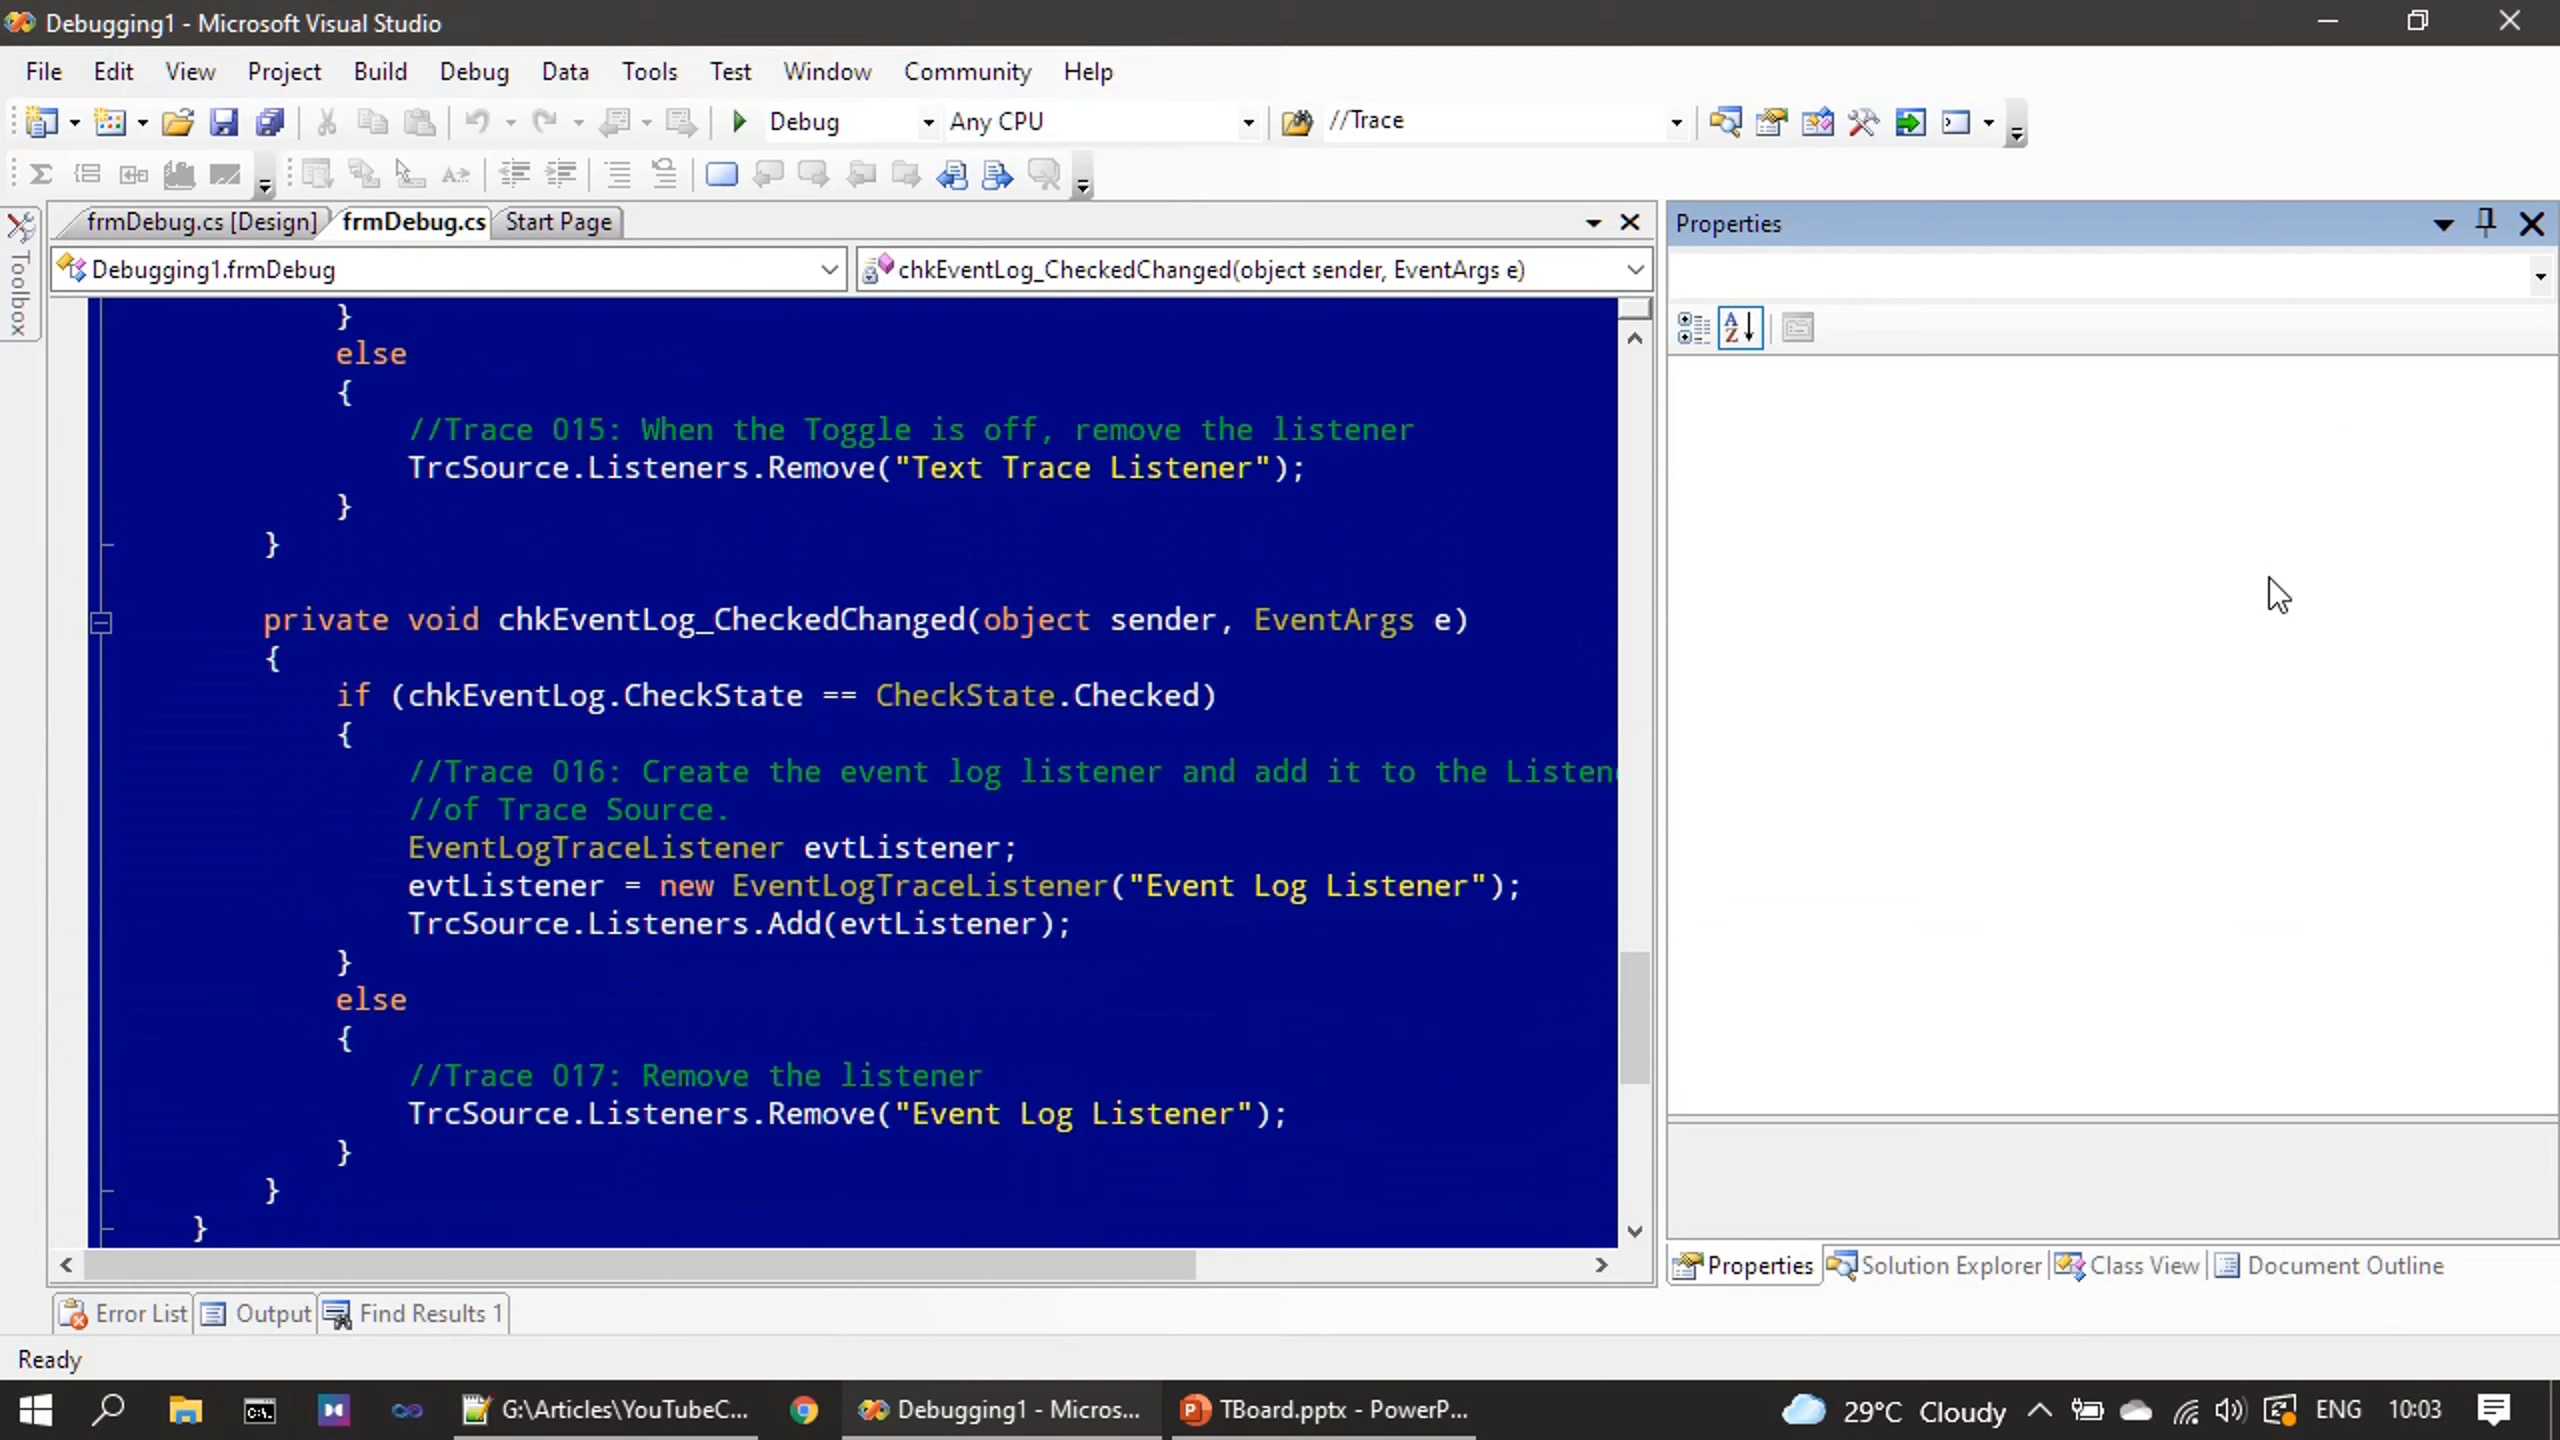 Debugging1 - Microsoft Visual Studio
File Edit View Project Build Debug Data Tools Test Window Community Help
Debug Any CPU //Trace
frmDebug.cs [Design] frmDebug.cs Start Page
Properties
Debugging1.frmDebug chkEventLog_CheckedChanged(object sender, EventArgs e)
Toolbox
}
else
{
//Trace 015: When the Toggle is off, remove the listener
TrcSource.Listeners.Remove("Text Trace Listener");
}
}
private void chkEventLog_CheckedChanged(object sender, EventArgs e)
{
if (chkEventLog.CheckState == CheckState.Checked)
{
//Trace 016: Create the event log listener and add it to the Listen
//of Trace Source.
EventLogTraceListener evtListener;
evtListener = new EventLogTraceListener("Event Log Listener");
TrcSource.Listeners.Add(evtListener);
}
else
{
//Trace 017: Remove the listener
TrcSource.Listeners.Remove("Event Log Listener");
}
}
}
Properties Solution Explorer Class View Document Outline
Error List Output Find Results 1
Ready
G:\Articles\YouTubeC... Debugging1 - Micros... TBoard.pptx - PowerP... 29°C Cloudy ENG 10:03